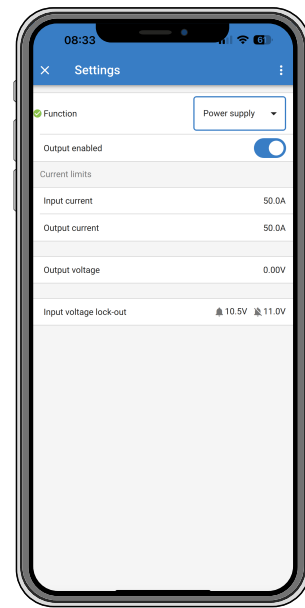 08:33
6
Settings
Function
Power supply
Output enabled
Current limits
Input current 50.0A
Output current 50.0A
Output voltage 0.00V
Input voltage lock-out 10.5V 11.0V